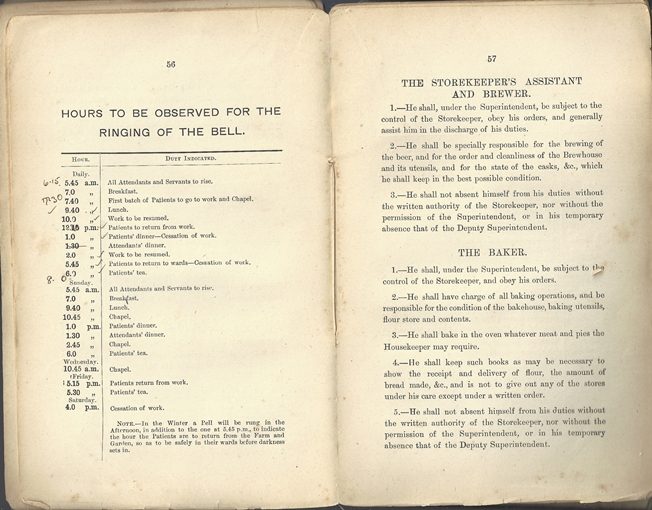 56
HOURS TO BE OBSERVED FOR THE
RINGING OF THE BELL.
HOUR. DUTY INDICATED.
Daily.
6.15 5.45 a.m. All Attendants and Servants to rise.
7.0 „ Breakfast.
7.40 „ First batch of Patients to go to work and Chapel.
9.40 „ Lunch.
10.0 „ Work to be resumed.
p.m. Patients to return from work.
1.0 „ Patients' dinner—Cessation of work.
1.30 „ Attendants' dinner.
2.0 „ Work to be resumed.
5.45 „ Patients to return to wards—Cessation of work.
6.0 „ Patients' tea.
Sunday.
5.45 a.m. All Attendants and Servants to rise.
7.0 „ Breakfast.
9.40 „ Lunch.
10.45 „ Chapel.
1.0 p.m. Patients' dinner.
1.30 „ Attendants' dinner.
2.45 „ Chapel.
6.0 „ Patients' tea.
Wednesday.
10.45 a.m. Chapel.
Friday.
5.15 p.m. Patients return from work.
5.30 „ Patients' tea.
Saturday.
4.0 p.m. Cessation of work.
NOTE.—In the Winter a Bell will be rung in the
Afternoon, in addition to the one at 5.45 p.m., to indicate
the hour the Patients are to return from the Farm and
Garden, so as to be safely in their wards before darkness
sets in.
57
THE STOREKEEPER'S ASSISTANT
AND BREWER.
1.—He shall, under the Superintendent, be subject to the
control of the Storekeeper, obey his orders, and generally
assist him in the discharge of his duties.
2.—He shall be specially responsible for the brewing of
the beer, and for the order and cleanliness of the Brewhouse
and its utensils, and for the state of the casks, &c., which
he shall keep in the best possible condition.
3.—He shall not absent himself from his duties without
the written authority of the Storekeeper, nor without the
permission of the Superintendent, or in his temporary
absence that of the Deputy Superintendent.
THE BAKER.
1.—He shall, under the Superintendent, be subject to the
control of the Storekeeper, and obey his orders.
2.—He shall have charge of all baking operations, and be
responsible for the condition of the bakehouse, baking utensils,
flour store and contents.
3.—He shall bake in the oven whatever meat and pies the
Housekeeper may require.
4.—He shall keep such books as may be necessary to
show the receipt and delivery of flour, the amount of
bread made, &c., and is not to give out any of the stores
under his care except under a written order.
5.—He shall not absent himself from his duties without
the written authority of the Storekeeper, nor without the
permission of the Superintendent, or in his temporary
absence that of the Deputy Superintendent.